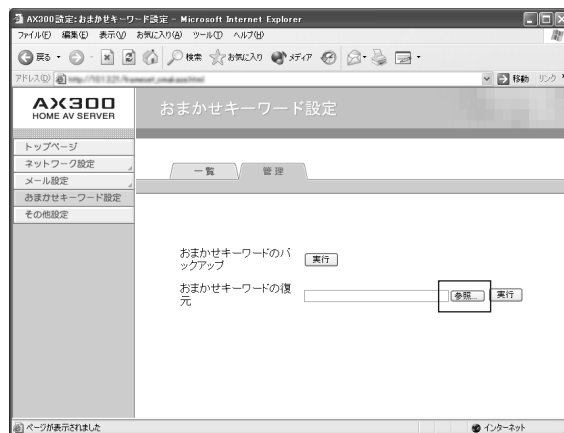 AX300 設定:おまかせキーワード設定 - Microsoft Internet Explorer
ファイル(F) 編集(E) 表示(V) お気に入り(A) ツール(T) ヘルプ(H)
戻る 検索 お気に入り メディア
アドレス(D) 移動 リンク
AX300
HOME AV SERVER
おまかせキーワード設定
トップページ
ネットワーク設定
メール設定
おまかせキーワード設定
その他設定
一覧 管理
おまかせキーワードのバ
ックアップ
実行
おまかせキーワードの復
元
参照... 実行
ページが表示されました インターネット